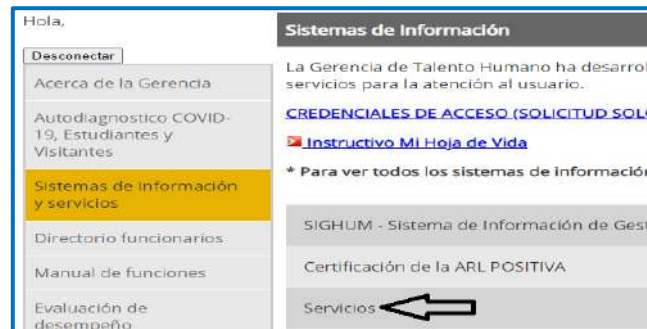 Hola,
Desconectar
Acerca de la Gerencia
Autodiagnostico COVID-
19, Estudiantes y
Visitantes
Sistemas de Información
y servicios
Directorio funcionarios
Manual de funciones
Evaluación de
desempeño
Sistemas de Información
La Gerencia de Talento Humano ha desarrol
servicios para la atención al usuario.
CREDENCIALES DE ACCESO (SOLICITUD SOL
Instructivo Mi Hoja de Vida
* Para ver todos los sistemas de información
SIGHUM - Sistema de Información de Gest
Certificación de la ARL POSITIVA
Servicios